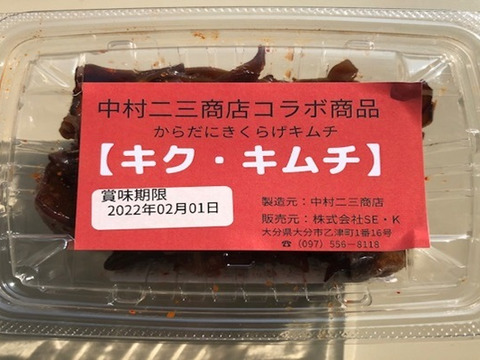 中村二三商店コラボ商品
からだにきくらげキムチ
【キク・キムチ】
賞味期限
2022年02月01日
製造元：中村二三商店
販売元：株式会社SE・K
大分県大分市乙津町1番16号
☎（097）556－8118